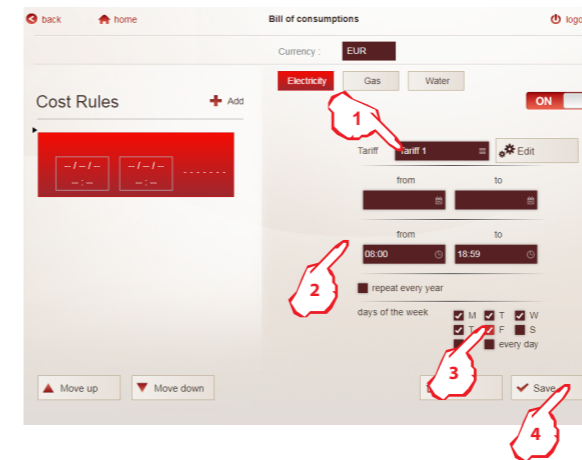 back home Bill of consumptions
Currency : EUR
Electricity Gas Water
Cost Rules Add
ON
1
Tariff Tariff 1 Edit
--/--/-- --/--/-- -------
--:-- --:--
from to
from to
08:00 18:59
2
repeat every year
days of the week M T W
T F S
every day
3
Move up Move down Save
4